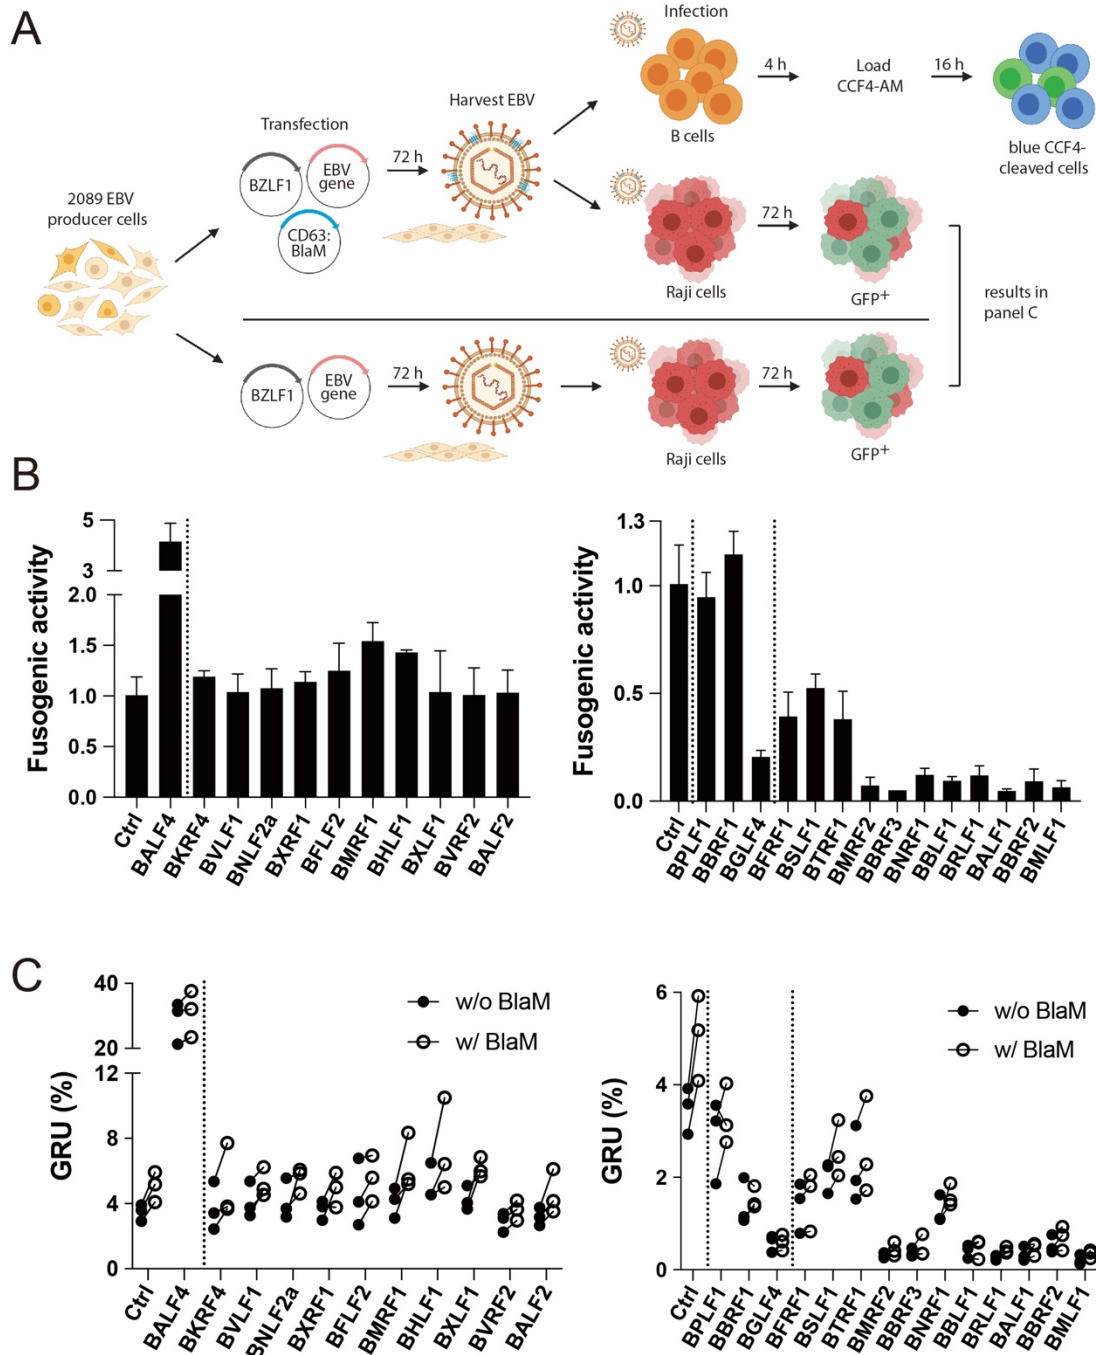 A
Infection
4 h
Load
CCF4-AM
16 h
B cells
blue CCF4-
cleaved cells
Harvest EBV
Transfection
BZLF1
EBV
gene
CD63:
BlaM
72 h
2089 EBV
producer cells
72 h
Raji cells
GFP+
results in
panel C
BZLF1
EBV
gene
72 h
72 h
Raji cells
GFP+
B
Fusogenic activity
5
3
2.0
1.5
1.0
0.5
0.0
Ctrl
BALF4
BKRF4
BVLF1
BNLF2a
BXRF1
BFLF2
BMRF1
BHLF1
BXLF1
BVRF2
BALF2
Fusogenic activity
1.3
1.0
0.5
0.0
Ctrl
BPLF1
BBRF1
BGLF4
BFRF1
BSLF1
BTRF1
BMRF2
BBRF3
BNRF1
BBLF1
BRLF1
BALF1
BBRF2
BMLF1
C
GRU (%)
40
20
12
8
4
0
w/o BlaM
w/ BlaM
Ctrl
BALF4
BKRF4
BVLF1
BNLF2a
BXRF1
BFLF2
BMRF1
BHLF1
BXLF1
BVRF2
BALF2
GRU (%)
6
4
2
0
w/o BlaM
w/ BlaM
Ctrl
BPLF1
BBRF1
BGLF4
BFRF1
BSLF1
BTRF1
BMRF2
BBRF3
BNRF1
BBLF1
BRLF1
BALF1
BBRF2
BMLF1